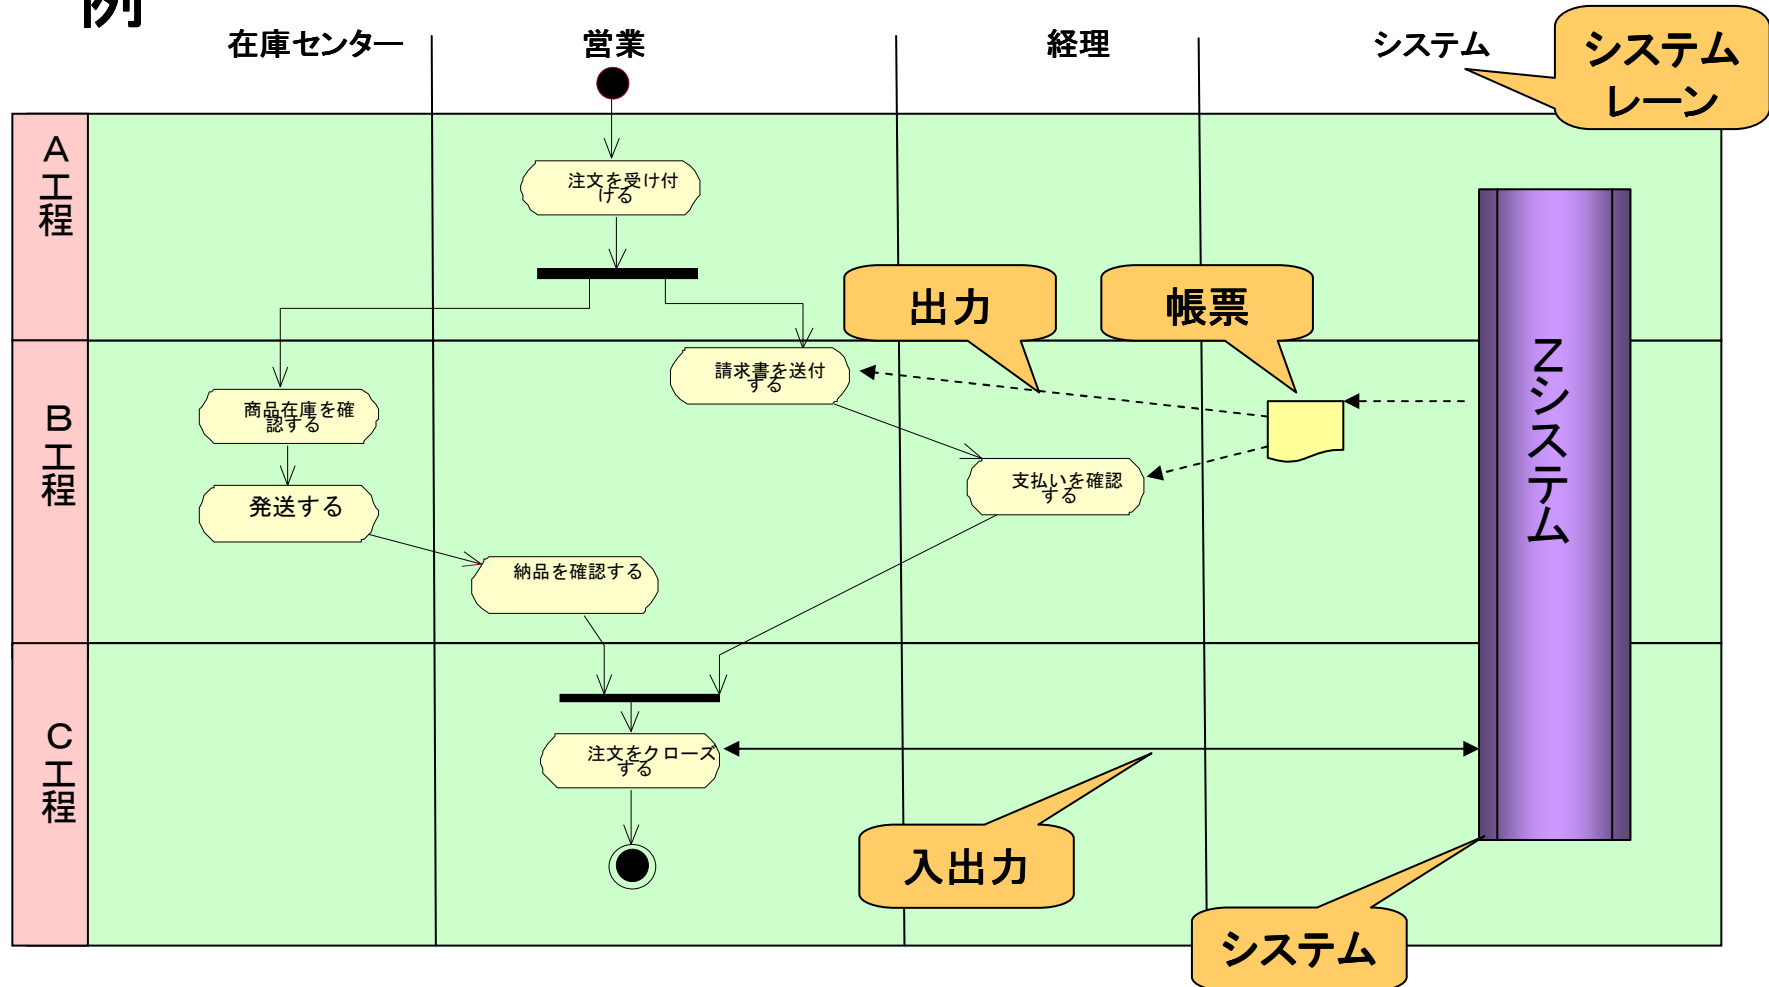 例
在庫センター
営業
経理
システム
システム
レーン
A工程
注文を受け付
ける
出力
帳票
B工程
請求書を送付
する
商品在庫を確
認する
支払いを確認
する
発送する
納品を確認する
Zシステム
C工程
注文をクローズ
する
入出力
システム